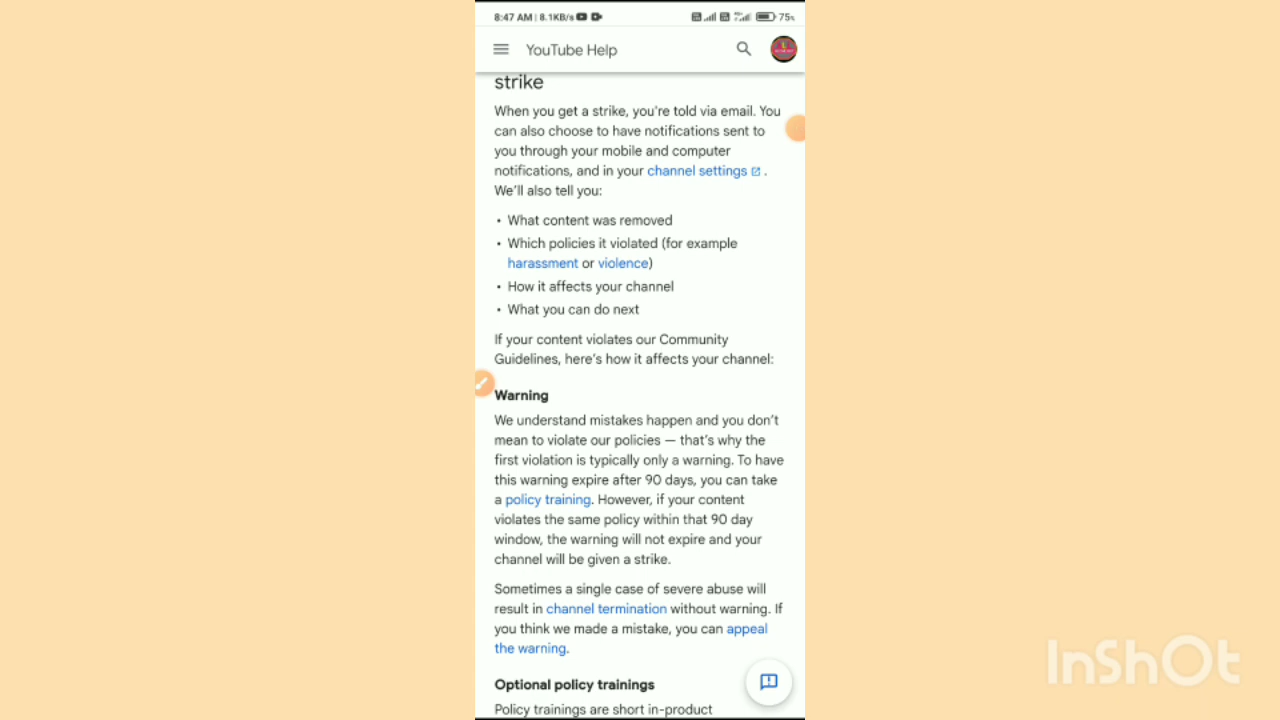 8:47 AM | 8.1KB/s
75%
YouTube Help
strike
When you get a strike, you're told via email. You
can also choose to have notifications sent to
you through your mobile and computer
notifications, and in your channel settings .
We'll also tell you:
• What content was removed
• Which policies it violated (for example
harassment or violence)
• How it affects your channel
• What you can do next
If your content violates our Community
Guidelines, here's how it affects your channel:
Warning
We understand mistakes happen and you don't
mean to violate our policies — that's why the
first violation is typically only a warning. To have
this warning expire after 90 days, you can take
a policy training. However, if your content
violates the same policy within that 90 day
window, the warning will not expire and your
channel will be given a strike.
Sometimes a single case of severe abuse will
result in channel termination without warning. If
you think we made a mistake, you can appeal
the warning.
Optional policy trainings
Policy trainings are short in-product
InShOt